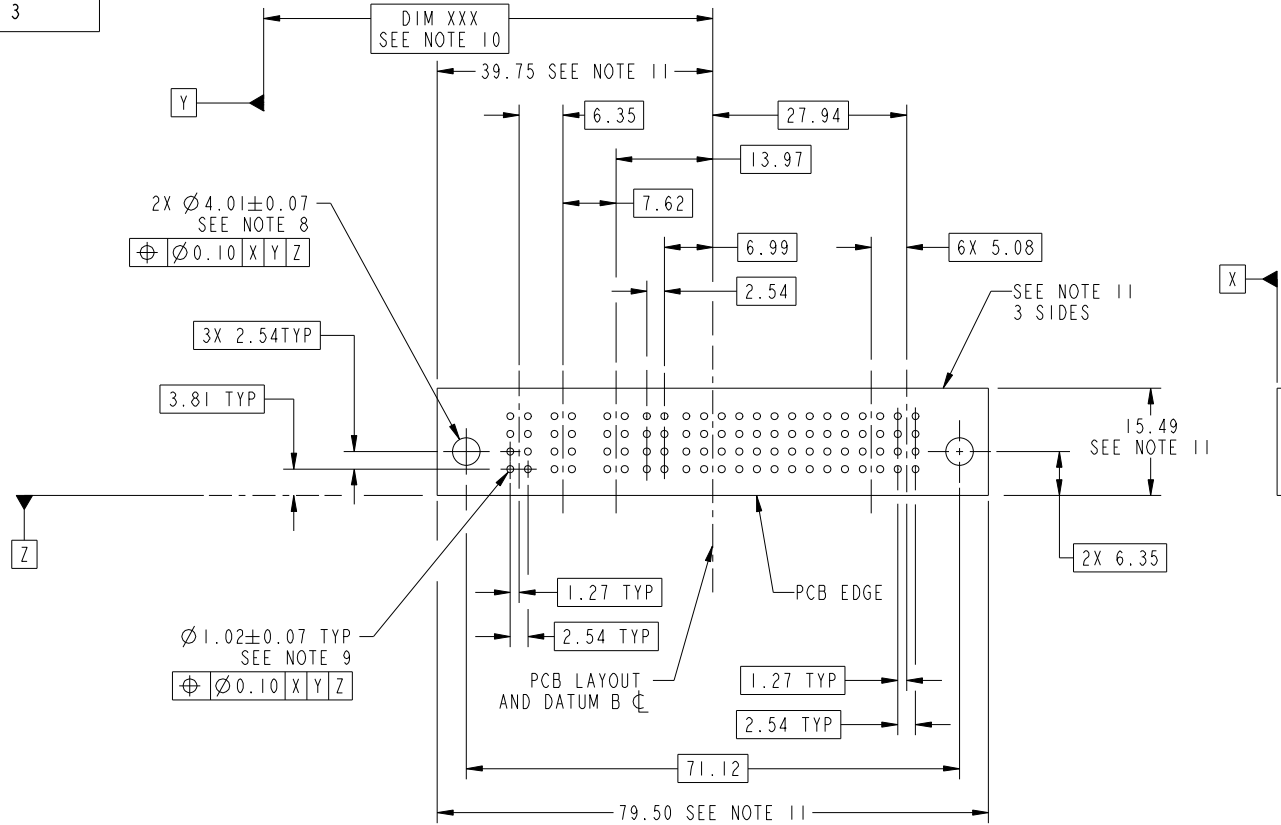 3
DIM XXX
SEE NOTE 10
39.75 SEE NOTE 11
Y
6.35
27.94
13.97
2X Ø4.01±0.07
SEE NOTE 8
⌖ Ø0.10 X Y Z
7.62
6.99
6X 5.08
2.54
X
SEE NOTE 11
3 SIDES
3X 2.54TYP
3.81 TYP
15.49
SEE NOTE 11
Z
2X 6.35
1.27 TYP
PCB EDGE
Ø1.02±0.07 TYP
SEE NOTE 9
⌖ Ø0.10 X Y Z
2.54 TYP
PCB LAYOUT
AND DATUM B ℄
1.27 TYP
2.54 TYP
71.12
79.50 SEE NOTE 11